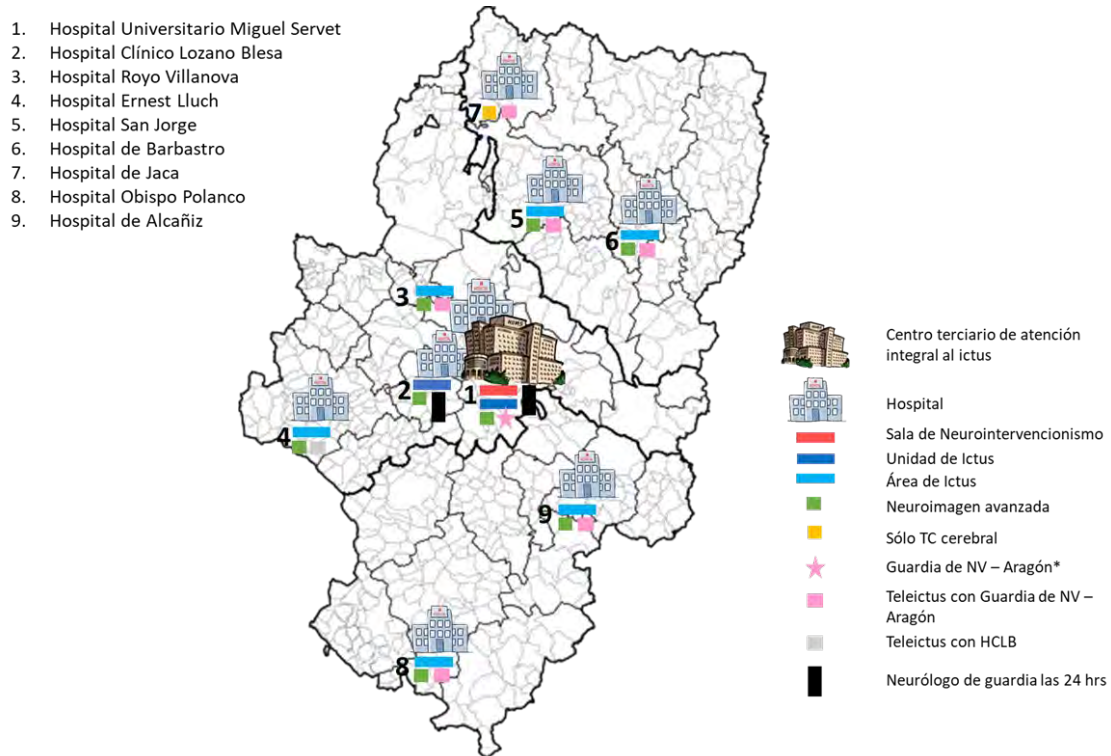 1. Hospital Universitario Miguel Servet
2. Hospital Clínico Lozano Blesa
3. Hospital Royo Villanova
4. Hospital Ernest Lluch
5. Hospital San Jorge
6. Hospital de Barbastro
7. Hospital de Jaca
8. Hospital Obispo Polanco
9. Hospital de Alcañiz
7
5
6
3
2
1
4
9
8
Centro terciario de atención
integral al ictus
Hospital
Sala de Neurointervencionismo
Unidad de Ictus
Área de Ictus
Neuroimagen avanzada
Sólo TC cerebral
Guardia de NV – Aragón*
Teleictus con Guardia de NV –
Aragón
Teleictus con HCLB
Neurólogo de guardia las 24 hrs